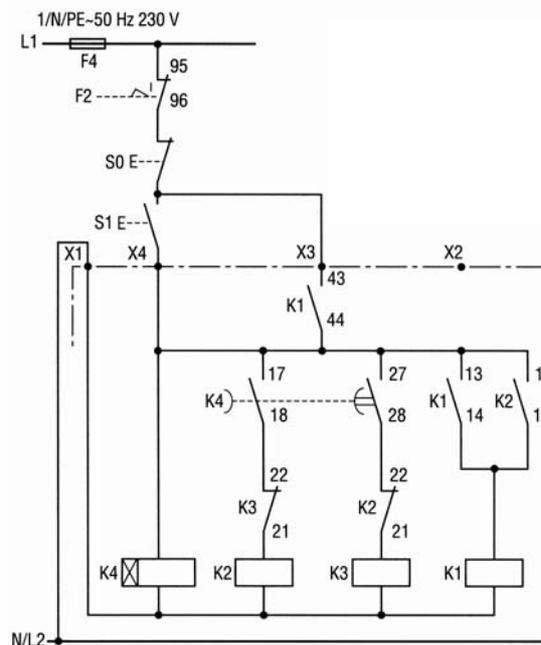 1/N/PE~50 Hz 230 V
L1
F4
95
F2
96
S0 E
S1 E
X1 X4 X3 X2
43
K1
44
17 27 13 1
K4
18 28 K1 14 K2 1
22 22
K3 K2
21 21
K4 K2 K3 K1
N/L2